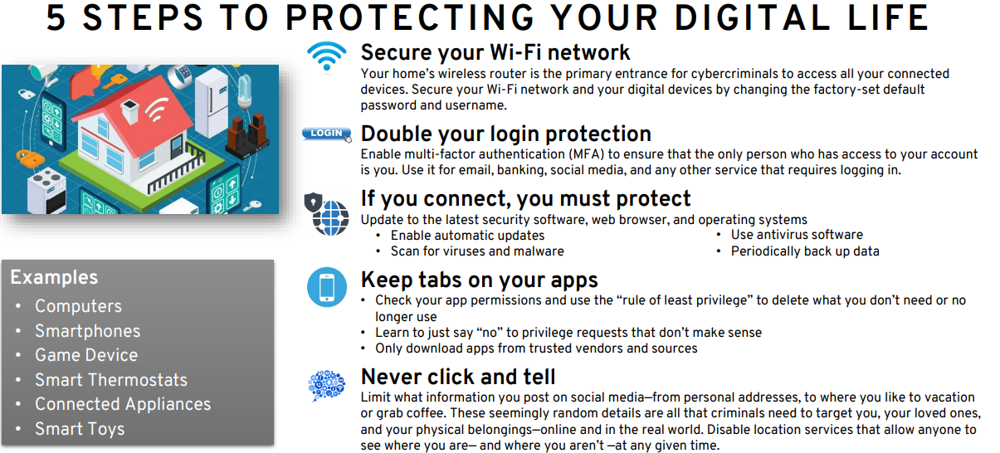 5 STEPS TO PROTECTING YOUR DIGITAL LIFE
Secure your Wi-Fi network
Your home’s wireless router is the primary entrance for cybercriminals to access all your connected
devices. Secure your Wi-Fi network and your digital devices by changing the factory-set default
password and username.
LOGIN
Double your login protection
Enable multi-factor authentication (MFA) to ensure that the only person who has access to your account
is you. Use it for email, banking, social media, and any other service that requires logging in.
If you connect, you must protect
Update to the latest security software, web browser, and operating systems
• Enable automatic updates
• Scan for viruses and malware
• Use antivirus software
• Periodically back up data
Keep tabs on your apps
• Check your app permissions and use the “rule of least privilege” to delete what you don’t need or no
longer use
• Learn to just say “no” to privilege requests that don’t make sense
• Only download apps from trusted vendors and sources
Never click and tell
Limit what information you post on social media—from personal addresses, to where you like to vacation
or grab coffee. These seemingly random details are all that criminals need to target you, your loved ones,
and your physical belongings—online and in the real world. Disable location services that allow anyone to
see where you are— and where you aren’t —at any given time.
Examples
• Computers
• Smartphones
• Game Device
• Smart Thermostats
• Connected Appliances
• Smart Toys